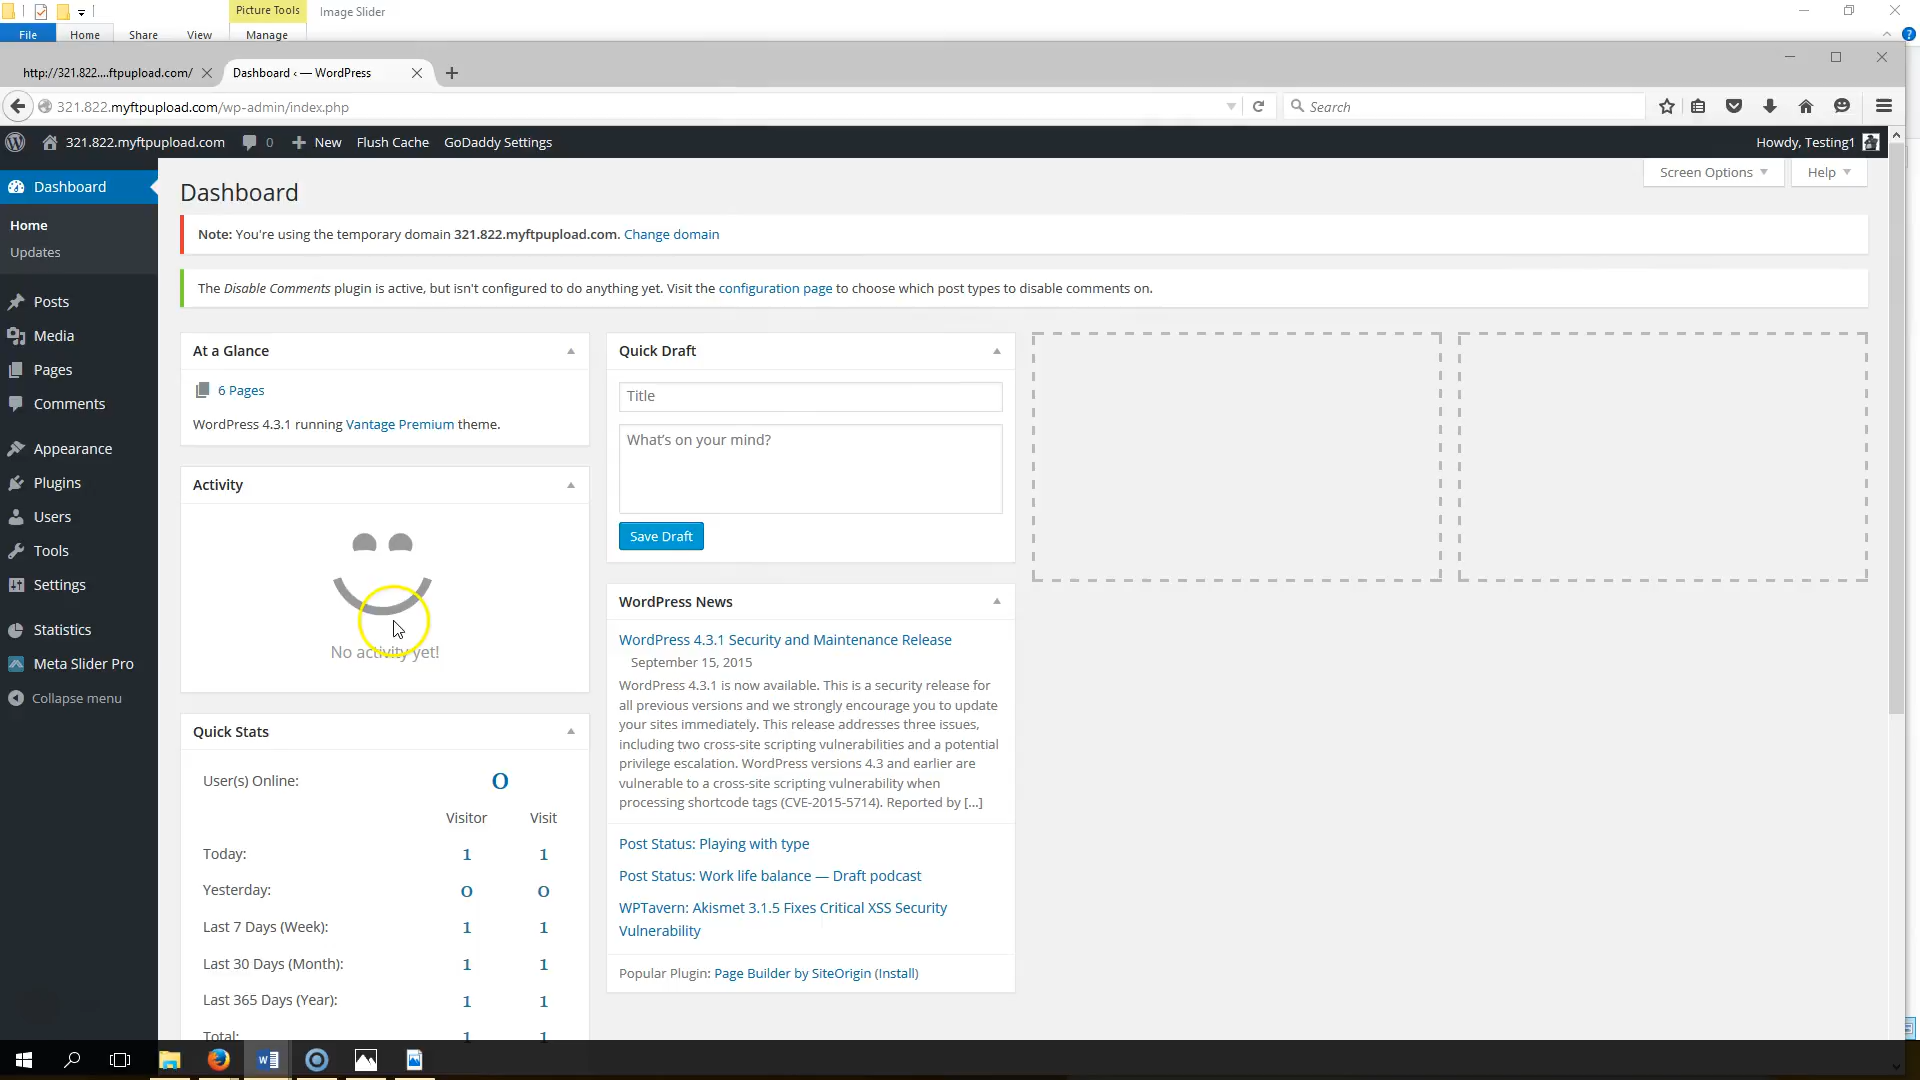 Picture Tools
Image Slider
File
Home
Share
View
Manage
http://321.822....ftpupload.com/
Dashboard ‹ — WordPress
321.822.myftpupload.com/wp-admin/index.php
Search
321.822.myftpupload.com
0
New
Flush Cache
GoDaddy Settings
Howdy, Testing1
Screen Options
Help
Dashboard
Home
Updates
Posts
Media
Pages
Comments
Appearance
Plugins
Users
Tools
Settings
Statistics
Meta Slider Pro
Collapse menu
Dashboard
Note: You're using the temporary domain 321.822.myftpupload.com. Change domain
The Disable Comments plugin is active, but isn't configured to do anything yet. Visit the configuration page to choose which post types to disable comments on.
At a Glance
6 Pages
WordPress 4.3.1 running Vantage Premium theme.
Activity
No activity yet!
Quick Stats
User(s) Online: 0
Visitor Visit
Today: 1 1
Yesterday: 0 0
Last 7 Days (Week): 1 1
Last 30 Days (Month): 1 1
Last 365 Days (Year): 1 1
Total: 1 1
Quick Draft
Title
What's on your mind?
Save Draft
WordPress News
WordPress 4.3.1 Security and Maintenance Release
September 15, 2015
WordPress 4.3.1 is now available. This is a security release for
all previous versions and we strongly encourage you to update
your sites immediately. This release addresses three issues,
including two cross-site scripting vulnerabilities and a potential
privilege escalation. WordPress versions 4.3 and earlier are
vulnerable to a cross-site scripting vulnerability when
processing shortcode tags (CVE-2015-5714). Reported by [...]
Post Status: Playing with type
Post Status: Work life balance — Draft podcast
WPTavern: Akismet 3.1.5 Fixes Critical XSS Security
Vulnerability
Popular Plugin: Page Builder by SiteOrigin (Install)